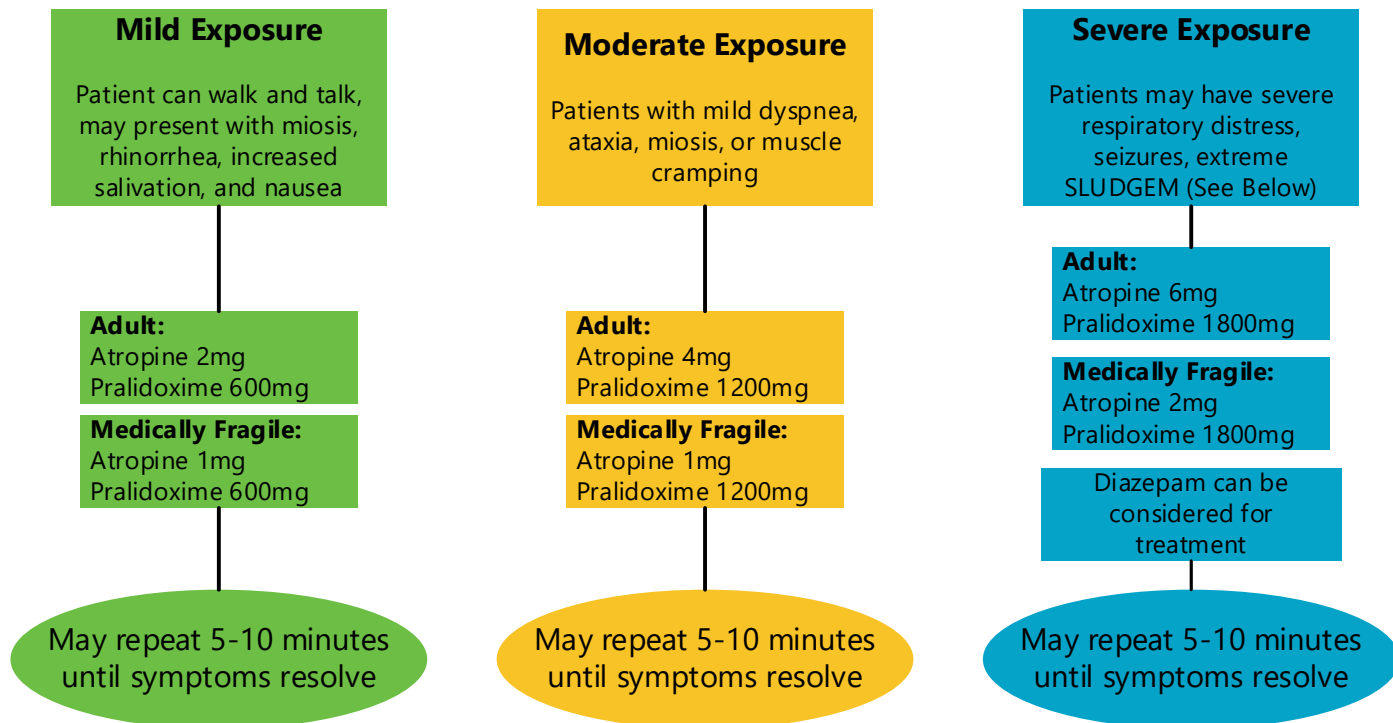 Mild Exposure
Patient can walk and talk,
may present with miosis,
rhinorrhea, increased
salivation, and nausea
Adult:
Atropine 2mg
Pralidoxime 600mg
Medically Fragile:
Atropine 1mg
Pralidoxime 600mg
May repeat 5-10 minutes
until symptoms resolve
Moderate Exposure
Patients with mild dyspnea,
ataxia, miosis, or muscle
cramping
Adult:
Atropine 4mg
Pralidoxime 1200mg
Medically Fragile:
Atropine 1mg
Pralidoxime 1200mg
May repeat 5-10 minutes
until symptoms resolve
Severe Exposure
Patients may have severe
respiratory distress,
seizures, extreme
SLUDGEM (See Below)
Adult:
Atropine 6mg
Pralidoxime 1800mg
Medically Fragile:
Atropine 2mg
Pralidoxime 1800mg
Diazepam can be
considered for
treatment
May repeat 5-10 minutes
until symptoms resolve